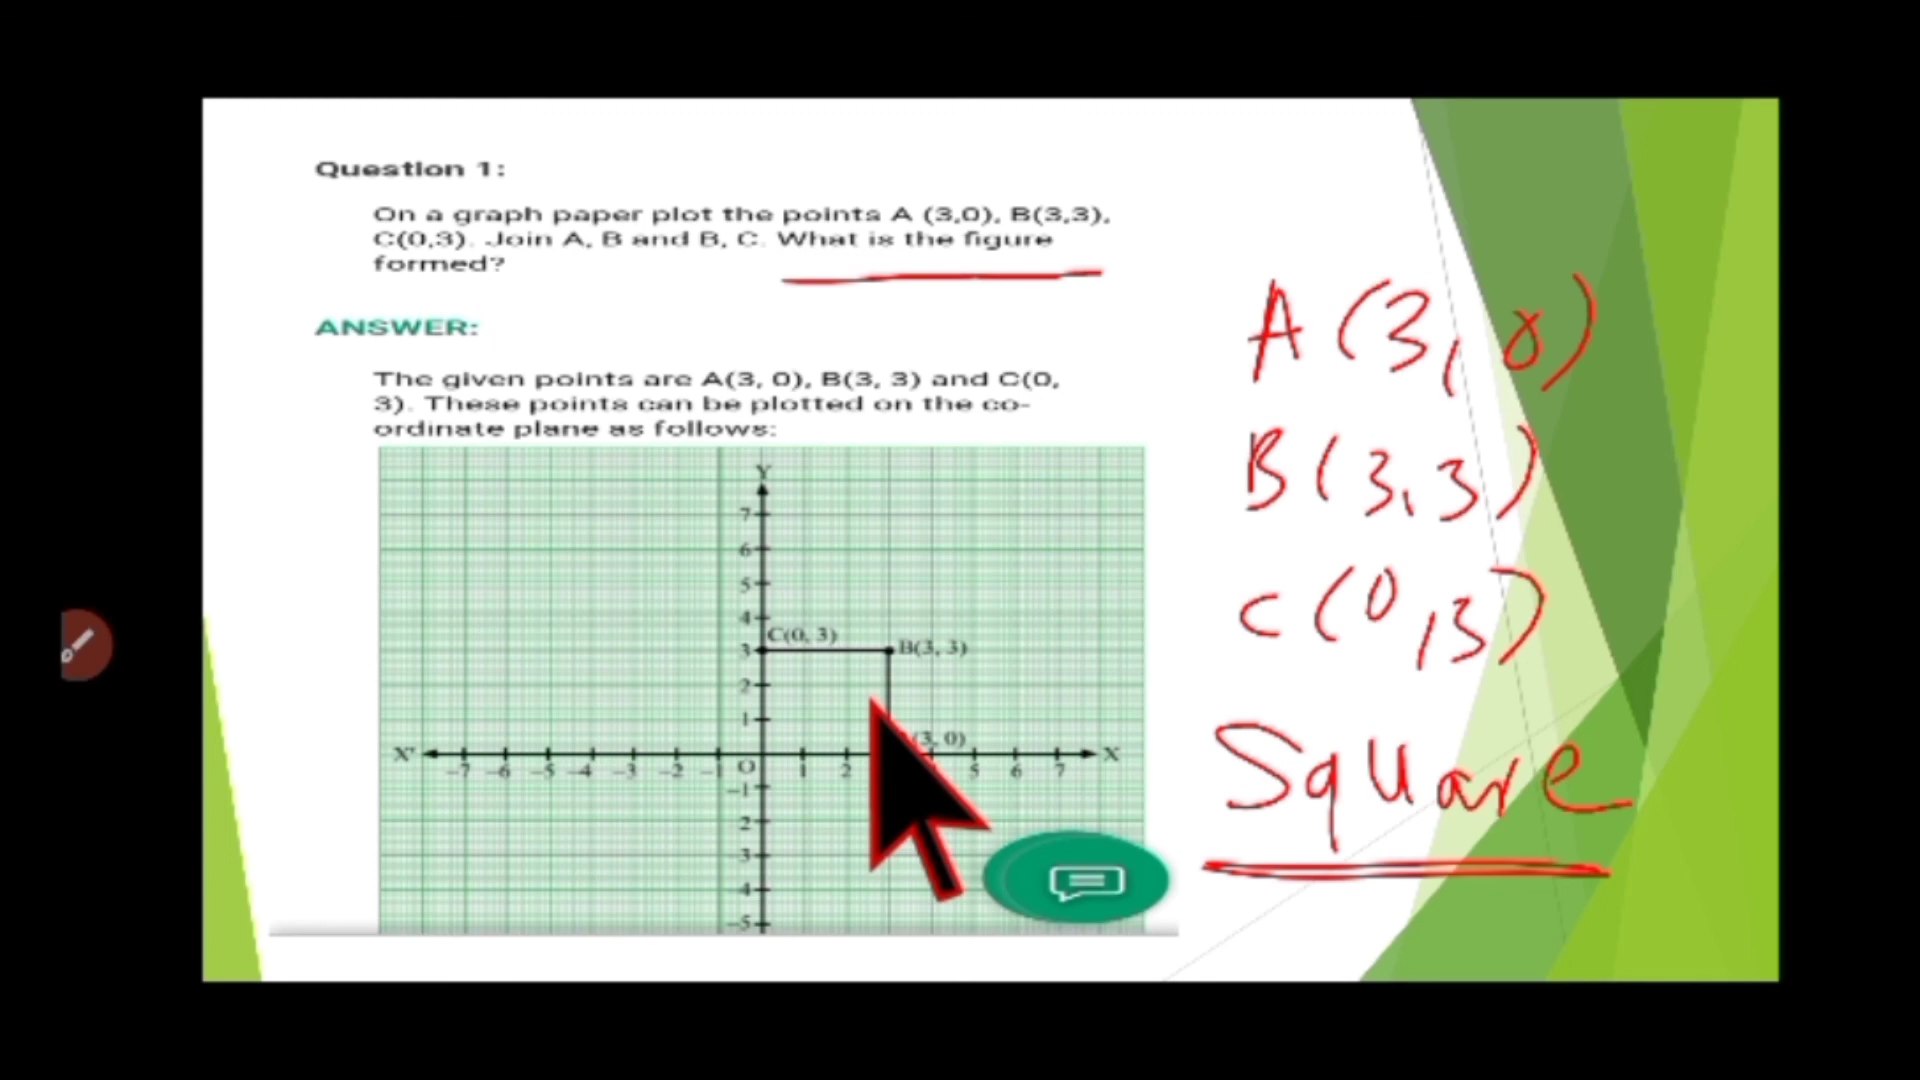 Question 1:
On a graph paper plot the points A (3,0), B(3,3),
C(0,3). Join A, B and B, C. What is the figure
formed?
ANSWER:
The given points are A(3, 0), B(3, 3) and C(0,
3). These points can be plotted on the co-
ordinate plane as follows:
Y
7
6
5
4
C(0, 3)
3
B(3, 3)
2
1
(3, 0)
X' -7 -6 -5 -4 -3 -2 -1 O 1 2 5 6 7 X
-1
2
3
4
-5
A (3, 0)
B (3, 3)
C (0, 3)
Square